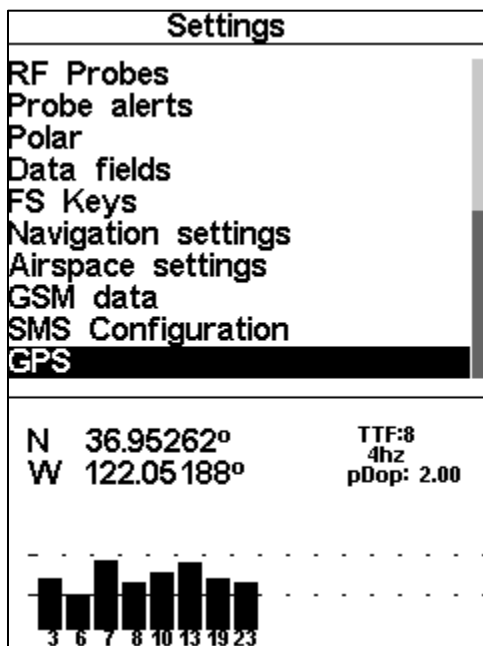 Settings
RF Probes
Probe alerts
Polar
Data fields
FS Keys
Navigation settings
Airspace settings
GSM data
SMS Configuration
GPS
N 36.95262º TTF:8
4hz
W 122.05188º pDop: 2.00
3 6 7 8 10 13 19 23